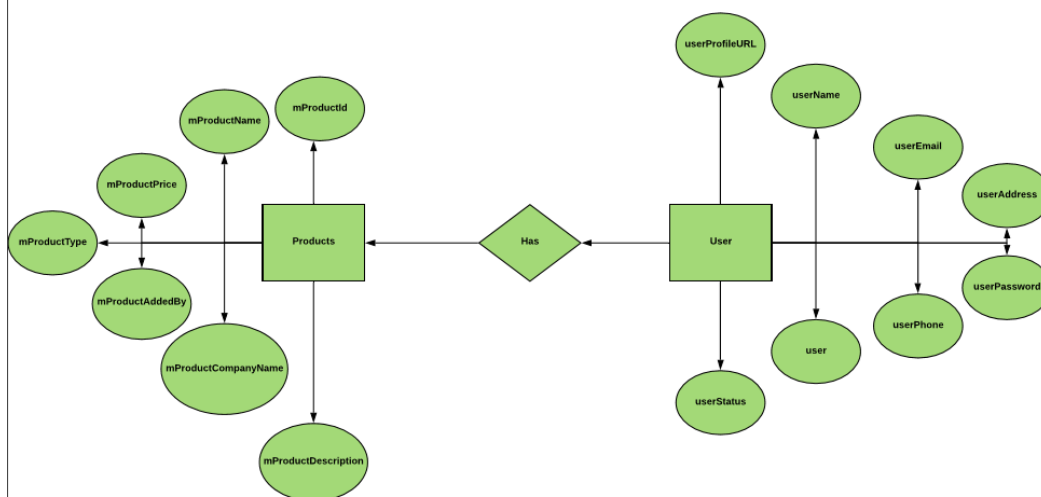 userProfileURL
mProductId
userName
mProductName
userEmail
mProductPrice
userAddress
mProductType
Products
Has
User
userPassword
mProductAddedBy
userPhone
user
mProductCompanyName
userStatus
mProductDescription